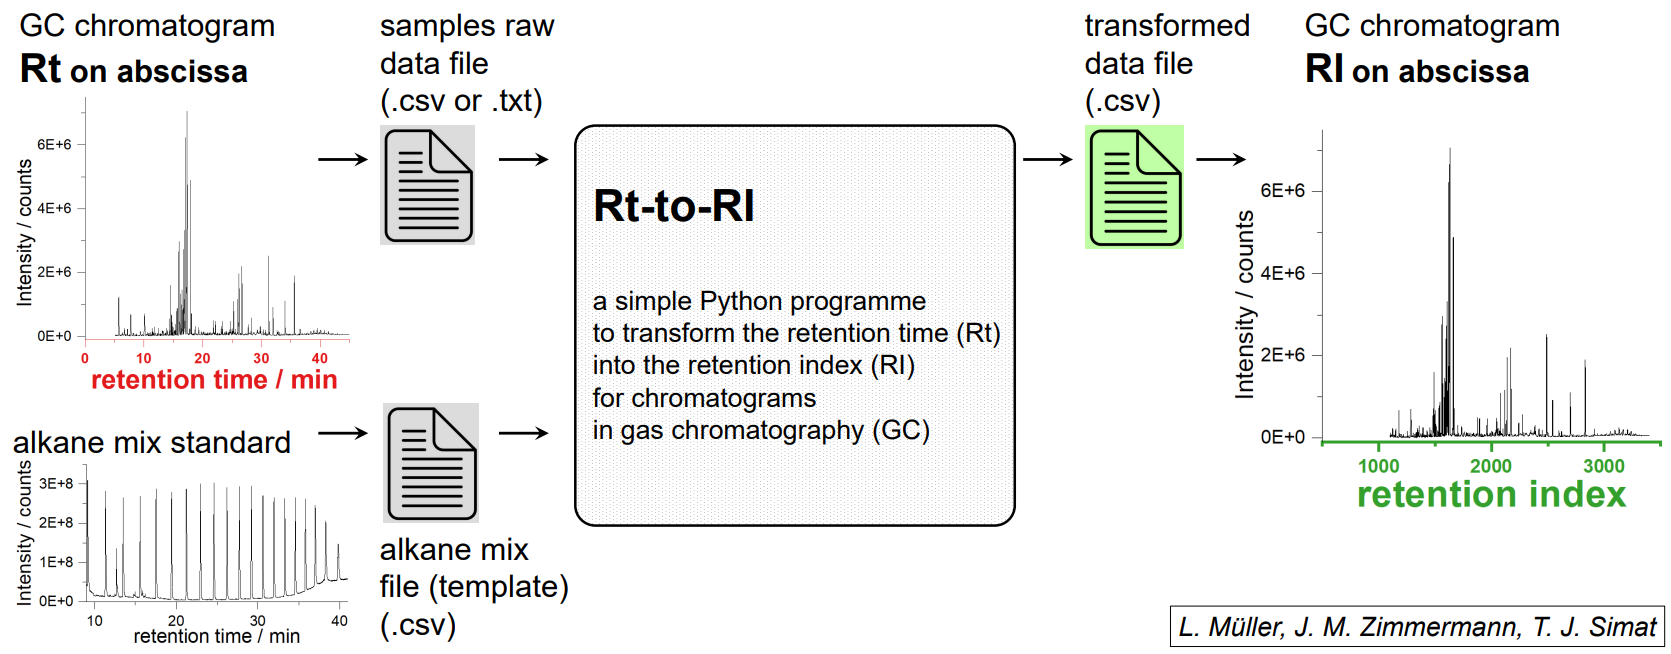 GC chromatogram
Rt on abscissa
6E+6
4E+6
2E+6
0E+0
Intensity / counts
0 10 20 30 40
retention time / min
alkane mix standard
3E+8
2E+8
1E+8
0E+0
Intensity / counts
10 20 30 40
retention time / min
samples raw
data file
(.csv or .txt)
alkane mix
file (template)
(.csv)
Rt-to-RI
a simple Python programme
to transform the retention time (Rt)
into the retention index (RI)
for chromatograms
in gas chromatography (GC)
transformed
data file
(.csv)
GC chromatogram
RI on abscissa
6E+6
4E+6
2E+6
0E+0
Intensity / counts
1000 2000 3000
retention index
L. Müller, J. M. Zimmermann, T. J. Simat